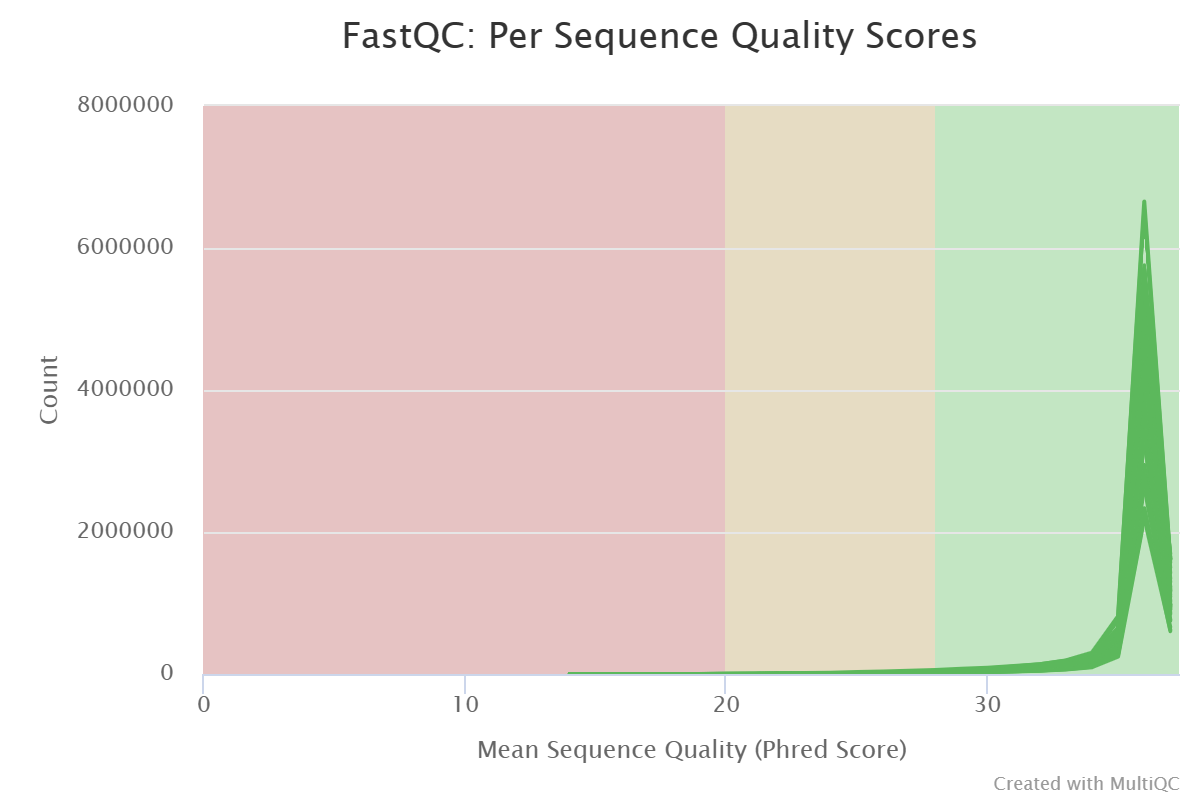 FastQC: Per Sequence Quality Scores
8000000
6000000
4000000
2000000
0
Count
0 10 20 30
Mean Sequence Quality (Phred Score)
Created with MultiQC